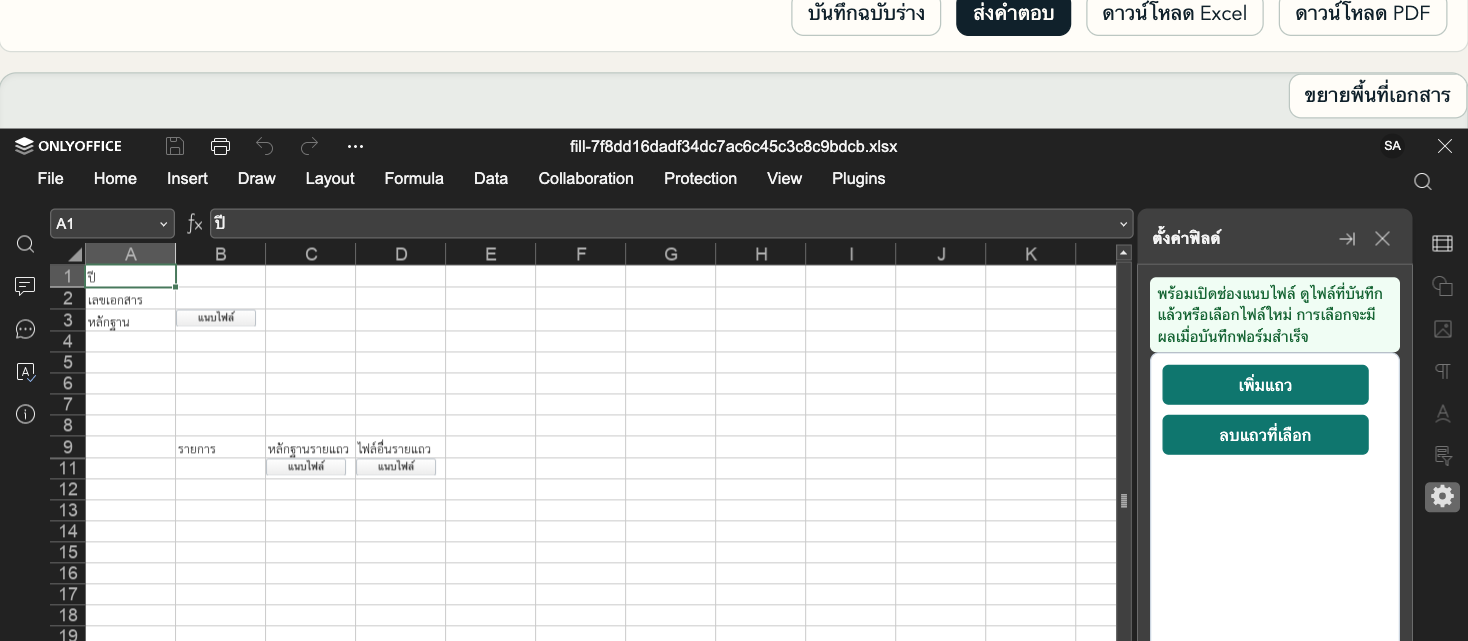 บันทึกฉบับร่าง ส่งคำตอบ ดาวน์โหลด Excel ดาวน์โหลด PDF
ขยายพื้นที่เอกสาร
ONLYOFFICE fill-7f8dd16dadf34dc7ac6c45c3c8c9bdcb.xlsx SA
File Home Insert Draw Layout Formula Data Collaboration Protection View Plugins
A1 fx ปี
ตั้งค่าฟิลด์
A B C D E F G H I J K
1 ปี
2 เลขเอกสาร
3 หลักฐาน แนบไฟล์
4
5
6
7
8
9 รายการ หลักฐานรายแถว ไฟล์อื่นรายแถว
11 แนบไฟล์ แนบไฟล์
12
13
14
15
16
17
18
19
พร้อมเปิดช่องแนบไฟล์ ดูไฟล์ที่บันทึก
แล้วหรือเลือกไฟล์ใหม่ การเลือกจะมี
ผลเมื่อบันทึกฟอร์มสำเร็จ
เพิ่มแถว
ลบแถวที่เลือก